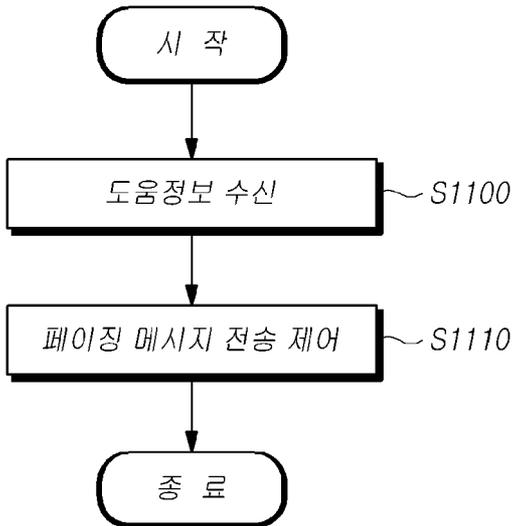 시 작
도움정보 수신
S1100
페이징 메시지 전송 제어
S1110
종 료